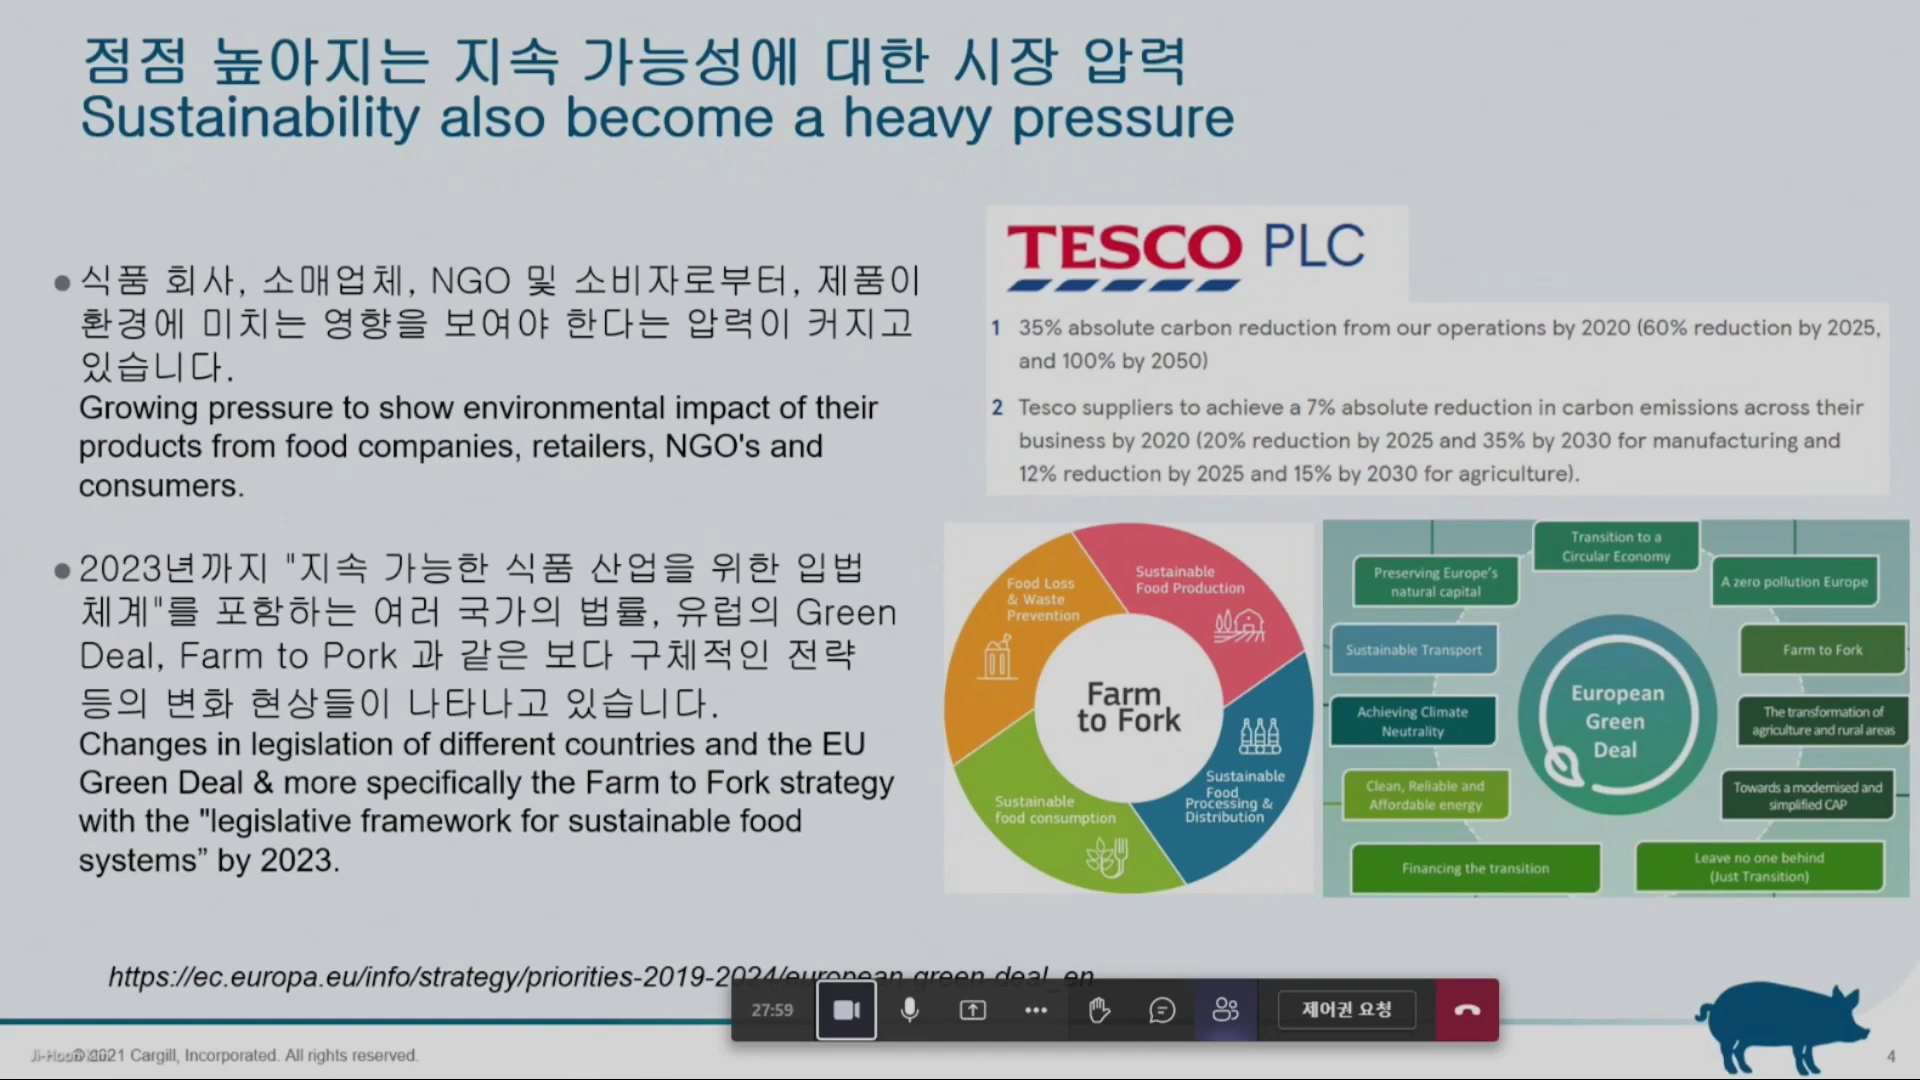 점점 높아지는 지속 가능성에 대한 시장 압력
Sustainability also become a heavy pressure
식품 회사, 소매업체, NGO 및 소비자로부터, 제품이
환경에 미치는 영향을 보여야 한다는 압력이 커지고
있습니다.
Growing pressure to show environmental impact of their
products from food companies, retailers, NGO's and
consumers.
2023년까지 "지속 가능한 식품 산업을 위한 입법
체계"를 포함하는 여러 국가의 법률, 유럽의 Green
Deal, Farm to Pork 과 같은 보다 구체적인 전략
등의 변화 현상들이 나타나고 있습니다.
Changes in legislation of different countries and the EU
Green Deal & more specifically the Farm to Fork strategy
with the "legislative framework for sustainable food
systems” by 2023.
TESCO PLC
1 35% absolute carbon reduction from our operations by 2020 (60% reduction by 2025,
and 100% by 2050)
2 Tesco suppliers to achieve a 7% absolute reduction in carbon emissions across their
business by 2020 (20% reduction by 2025 and 35% by 2030 for manufacturing and
12% reduction by 2025 and 15% by 2030 for agriculture).
Food Loss
& Waste
Prevention
Sustainable
Food Production
Farm
to Fork
Sustainable
Food
Processing &
Distribution
Sustainable
food consumption
Transition to a
Circular Economy
Preserving Europe's
natural capital
A zero pollution Europe
Sustainable Transport
Farm to Fork
European
Green
Deal
Achieving Climate
Neutrality
The transformation of
agriculture and rural areas
Clean, Reliable and
Affordable energy
Towards a modernised and
simplified CAP
Financing the transition
Leave no one behind
(Just Transition)
https://ec.europa.eu/info/strategy/priorities-2019-2024/european-green-deal_en
27:59
제어권 요청
2021 Cargill, Incorporated. All rights reserved.
4